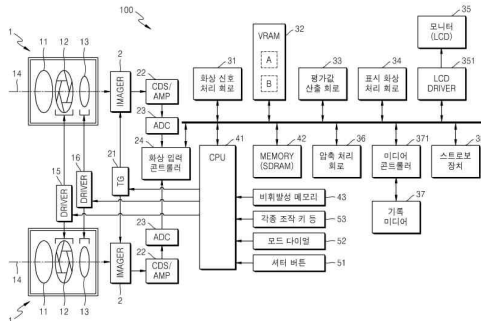 100
1
11
12
13
14
2
IMAGER
22
CDS/
AMP
23
ADC
24
화상 입력
컨트롤러
21
TG
15
DRIVER
16
DRIVER
31
화상 신호
처리 회로
32
VRAM
A
B
33
평가값
산출 회로
34
표시 화상
처리 회로
35
모니터
(LCD)
351
LCD
DRIVER
41
CPU
42
MEMORY
(SDRAM)
36
압축 처리
회로
371
미디어
컨트롤러
스트로보
장치
37
기록
미디어
비휘발성 메모리
43
각종 조작 키 등
53
모드 다이얼
52
셔터 버튼
51
23
ADC
22
CDS/
AMP
IMAGER
2
14
11
12
13
1